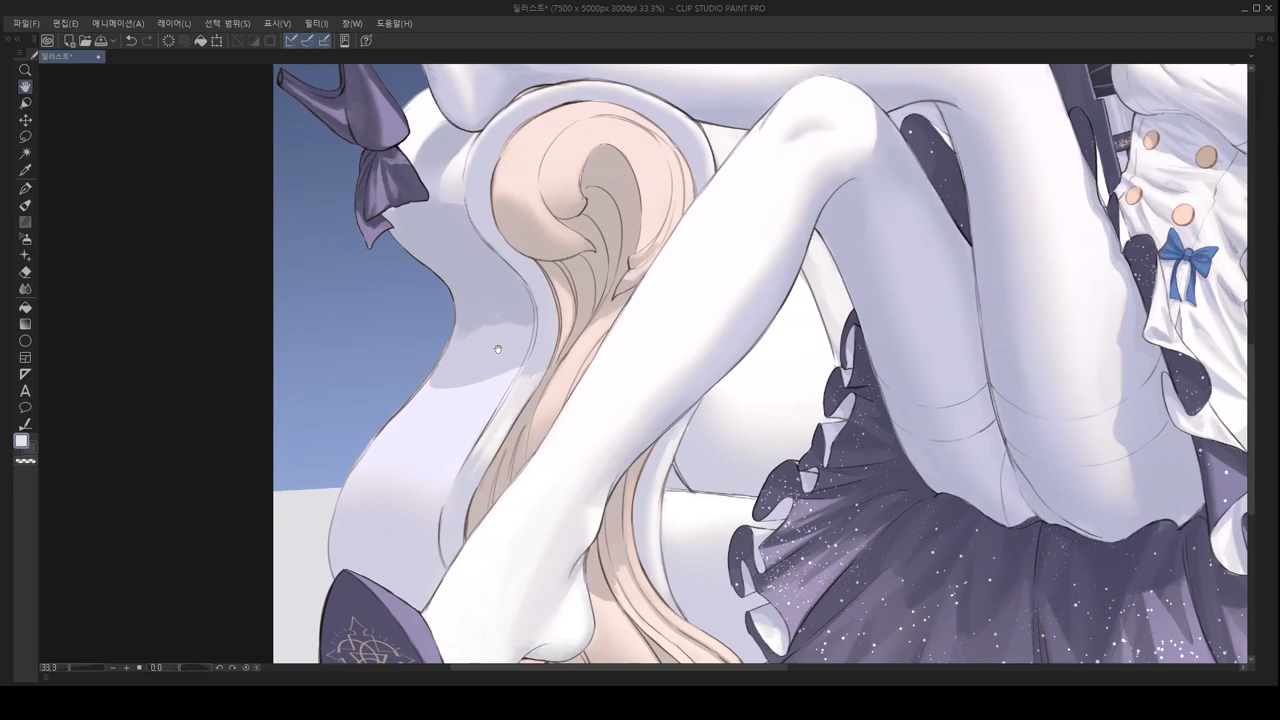 일러스트* (7500 x 5000px 300dpi 33.3%) - CLIP STUDIO PAINT PRO
파일(F) 편집(E) 애니메이션(A) 레이어(L) 선택 범위(S) 표시(V) 필터(I) 창(W) 도움말(H)
일러스트*
33.3 0.0